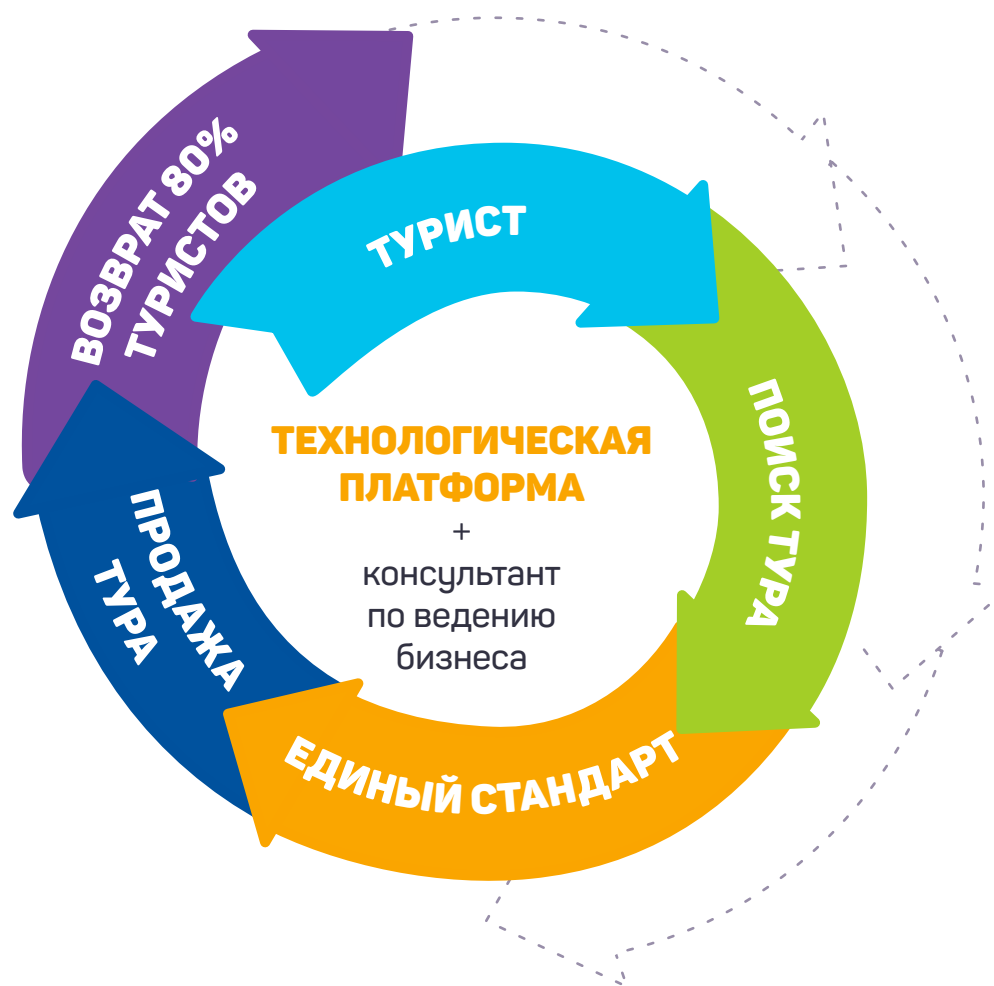 ТУРИСТ
ПОИСК ТУРА
ЕДИНЫЙ СТАНДАРТ
ПРОДАЖА
ТУРА
ВОЗВРАТ 80%
ТУРИСТОВ
ТЕХНОЛОГИЧЕСКАЯ
ПЛАТФОРМА
+
консультант
по ведению
бизнеса